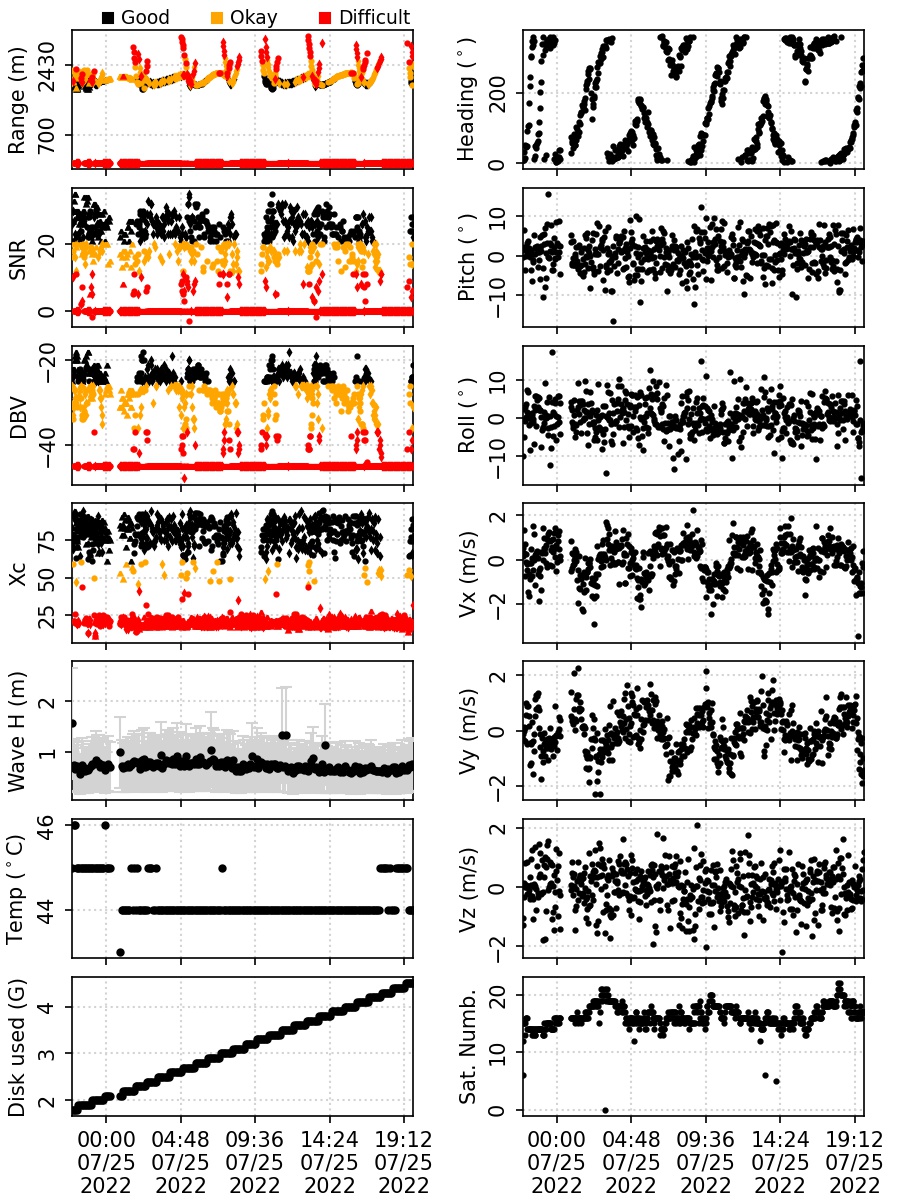 Good Okay Difficult
Range (m)
2430
700
Heading (°)
200
0
SNR
20
0
Pitch (°)
10
0
−10
DBV
−20
−40
Roll (°)
10
0
−10
Xc
75
50
25
Vx (m/s)
2
0
−2
Wave H (m)
2
1
Vy (m/s)
2
0
−2
Temp (°C)
46
44
Vz (m/s)
2
0
−2
Disk used (G)
4
3
2
Sat. Numb.
20
10
0
00:00 04:48 09:36 14:24 19:12
07/25 07/25 07/25 07/25 07/25
2022 2022 2022 2022 2022
00:00 04:48 09:36 14:24 19:12
07/25 07/25 07/25 07/25 07/25
2022 2022 2022 2022 2022